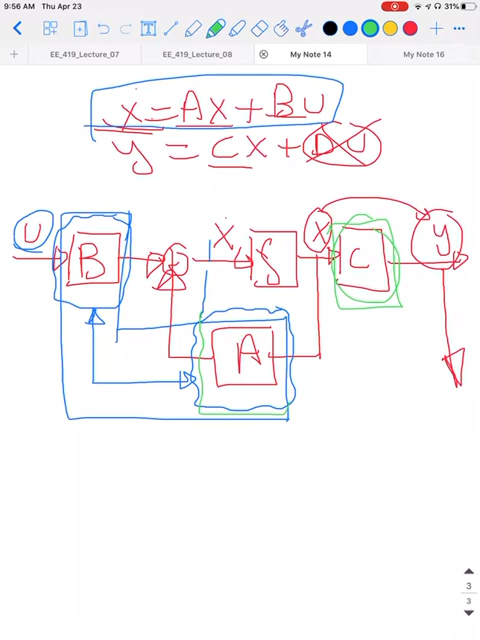 9:56 AM Thu Apr 23
31%
EE_419_Lecture_07
EE_419_Lecture_08
My Note 14
My Note 16
ẋ = Ax + Bu
y = Cx + Du
u
B
ẋ
∫
x
C
y
A
3
3